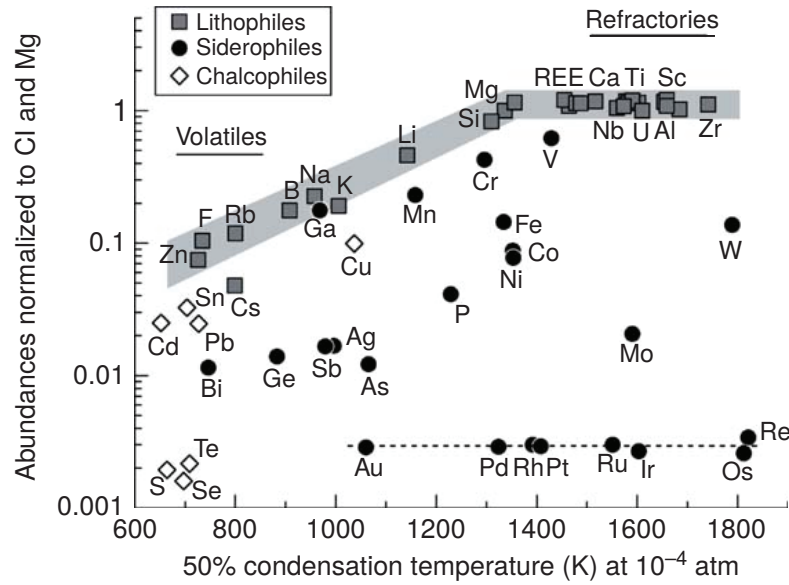 Lithophiles
Siderophiles
Chalcophiles
Refractories
Volatiles
REE Ca Ti Sc
Mg
Si
Nb U Al Zr
Li
V
Cr
Na
B K
F Rb
Zn
Ga
Mn
Fe
Co
Ni
W
Cu
Cs
Sn
Cd Pb
P
Mo
Bi
Ge
Sb
Ag
As
Te
S Se
Au
Pd Rh Pt
Ru Ir
Re
Os
Abundances normalized to CI and Mg
1
0.1
0.01
0.001
600 800 1000 1200 1400 1600 1800
50% condensation temperature (K) at 10⁻⁴ atm